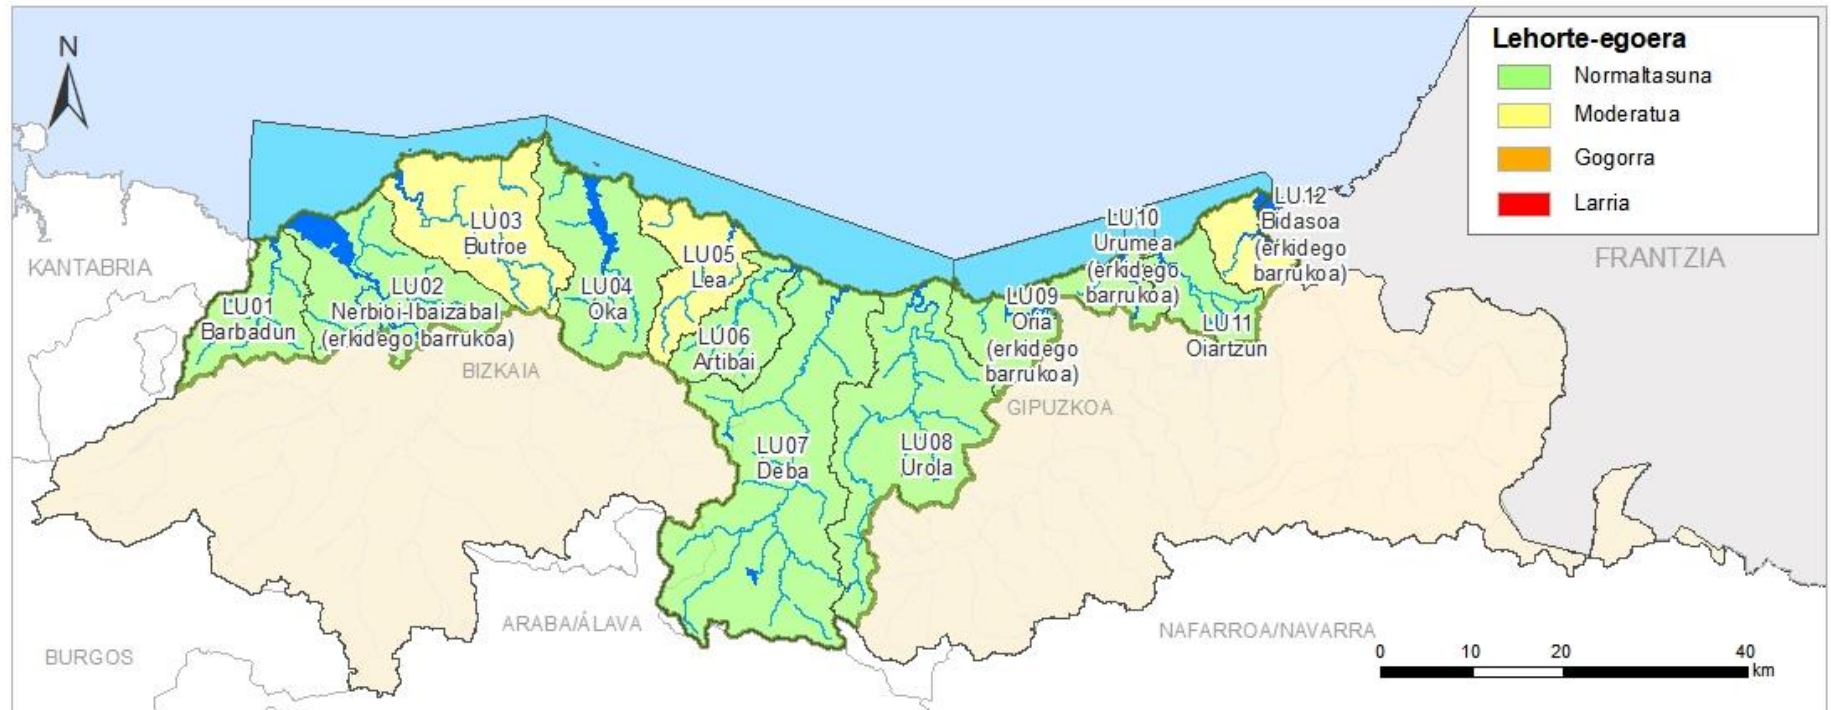 N
Lehorte-egoera
Normaltasuna
Moderatua
Gogorra
Larria
KANTABRIA
FRANTZIA
LU01
Barbadun
LU02
Nerbioi-Ibaizabal
(erkidego barrukoa)
LU03
Butroe
LU04
Oka
LU05
Lea
LU06
Artibai
LU07
Deba
LU08
Urola
LU09
Oria
(erkidego
barrukoa)
LU10
Urumea
(erkidego
barrukoa)
LU11
Oiartzun
LU12
Bidasoa
(erkidego
barrukoa)
BIZKAIA
GIPUZKOA
ARABA/ÁLAVA
NAFARROA/NAVARRA
BURGOS
0 10 20 40
km